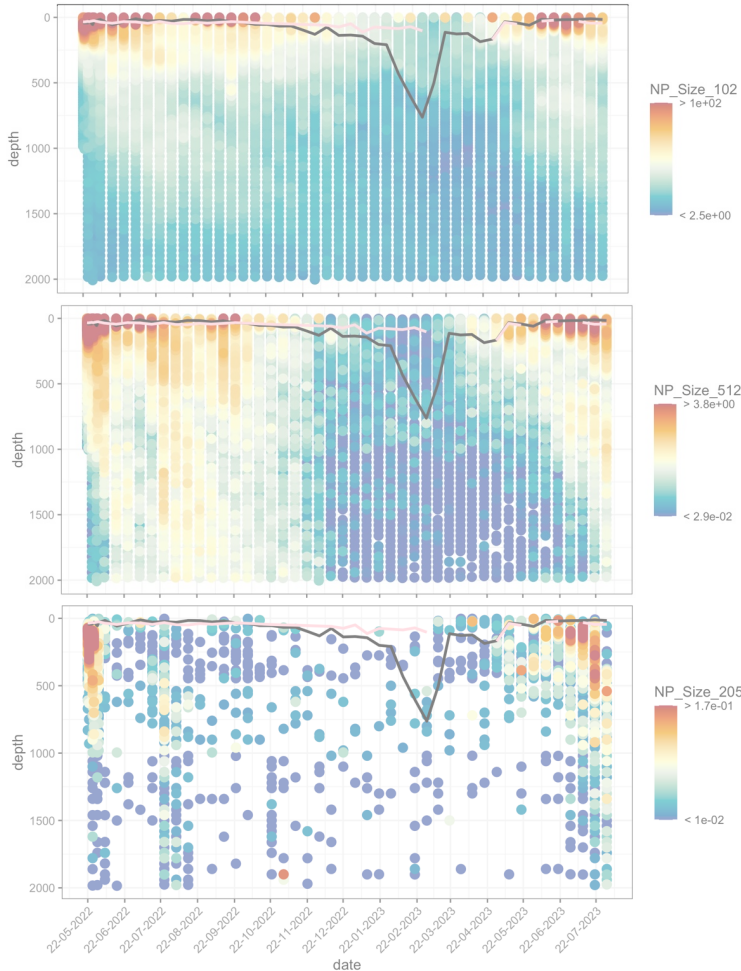 0
500
1000
1500
2000
depth
NP_Size_102
> 1e+02
< 2.5e+00
0
500
1000
1500
2000
depth
NP_Size_512
> 3.8e+00
< 2.9e-02
0
500
1000
1500
2000
depth
NP_Size_205
> 1.7e-01
< 1e-02
22-05-2022
22-06-2022
22-07-2022
22-08-2022
22-09-2022
22-10-2022
22-11-2022
22-12-2022
22-01-2023
22-02-2023
22-03-2023
22-04-2023
22-05-2023
22-06-2023
22-07-2023
date